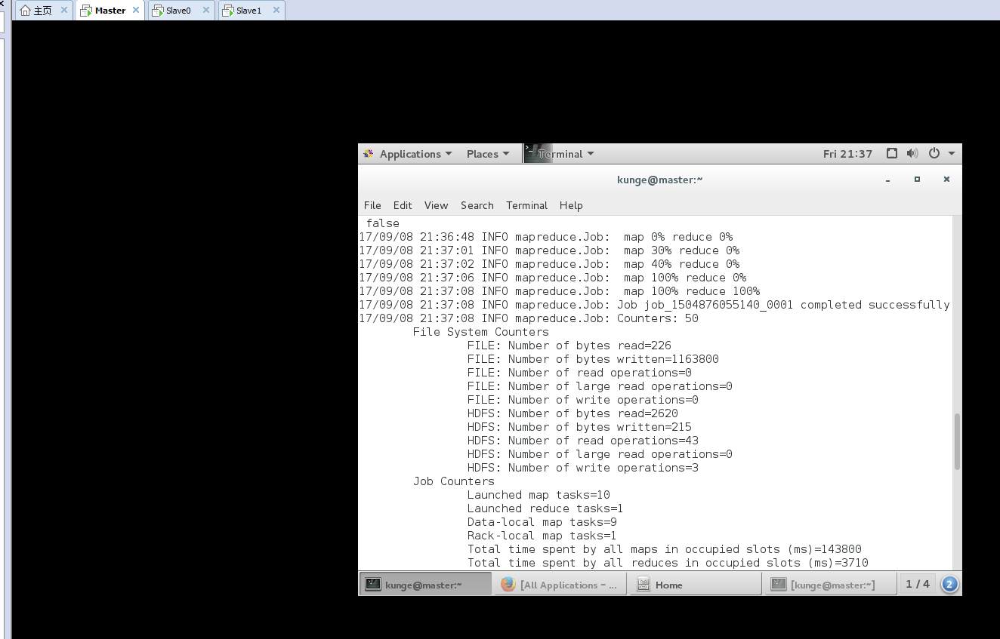 主页 Master Slave0 Slave1
Applications Places Terminal Fri 21:37
kunge@master:~
File Edit View Search Terminal Help
false
17/09/08 21:36:48 INFO mapreduce.Job:  map 0% reduce 0%
17/09/08 21:37:01 INFO mapreduce.Job:  map 30% reduce 0%
17/09/08 21:37:02 INFO mapreduce.Job:  map 40% reduce 0%
17/09/08 21:37:06 INFO mapreduce.Job:  map 100% reduce 0%
17/09/08 21:37:08 INFO mapreduce.Job:  map 100% reduce 100%
17/09/08 21:37:08 INFO mapreduce.Job: Job job_1504876055140_0001 completed successfully
17/09/08 21:37:08 INFO mapreduce.Job: Counters: 50
File System Counters
FILE: Number of bytes read=226
FILE: Number of bytes written=1163800
FILE: Number of read operations=0
FILE: Number of large read operations=0
FILE: Number of write operations=0
HDFS: Number of bytes read=2620
HDFS: Number of bytes written=215
HDFS: Number of read operations=43
HDFS: Number of large read operations=0
HDFS: Number of write operations=3
Job Counters
Launched map tasks=10
Launched reduce tasks=1
Data-local map tasks=9
Rack-local map tasks=1
Total time spent by all maps in occupied slots (ms)=143800
Total time spent by all reduces in occupied slots (ms)=3710
kunge@master:~ [All Applications – ... Home [kunge@master:~] 1 / 4 2